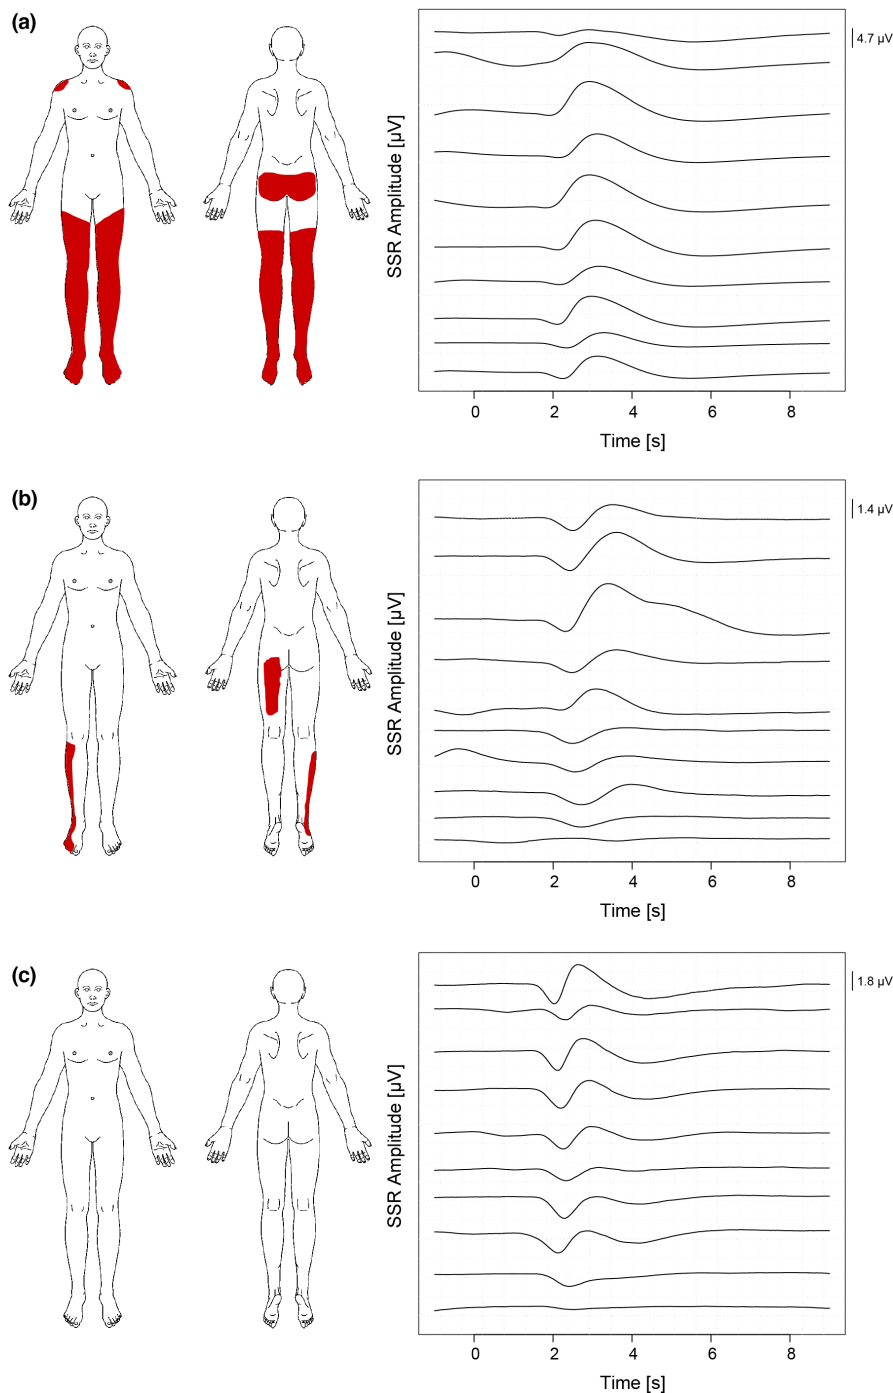 (a)
SSR Amplitude [µV]
4.7 µV
0 2 4 6 8
Time [s]
(b)
SSR Amplitude [µV]
1.4 µV
0 2 4 6 8
Time [s]
(c)
SSR Amplitude [µV]
1.8 µV
0 2 4 6 8
Time [s]